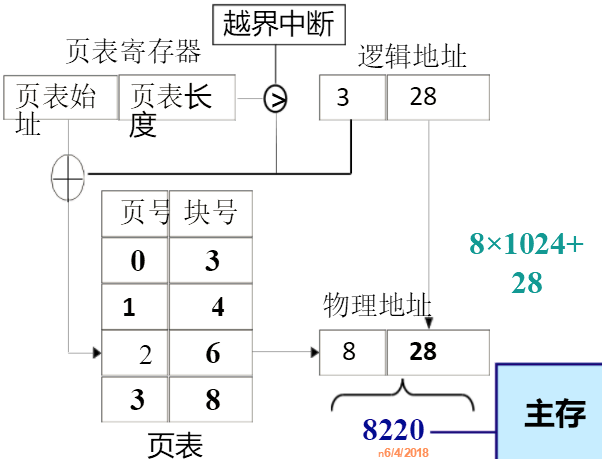 越界中断
页表寄存器
逻辑地址
页表始址
页表长度
>
3 28
页号 块号
0 3
1 4
2 6
3 8
页表
8×1024+
28
物理地址
8 28
8220
主存
n6/4/2018